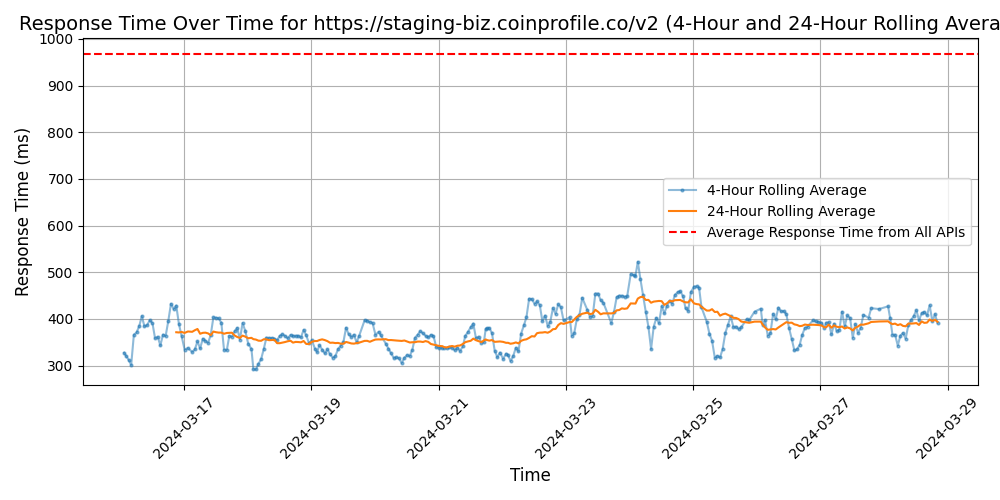 Response Time Over Time for https://staging-biz.coinprofile.co/v2 (4-Hour and 24-Hour Rolling Avera
1000
900
800
700
600
500
400
300
Response Time (ms)
4-Hour Rolling Average
24-Hour Rolling Average
Average Response Time from All APIs
2024-03-17
2024-03-19
2024-03-21
2024-03-23
2024-03-25
2024-03-27
2024-03-29
Time